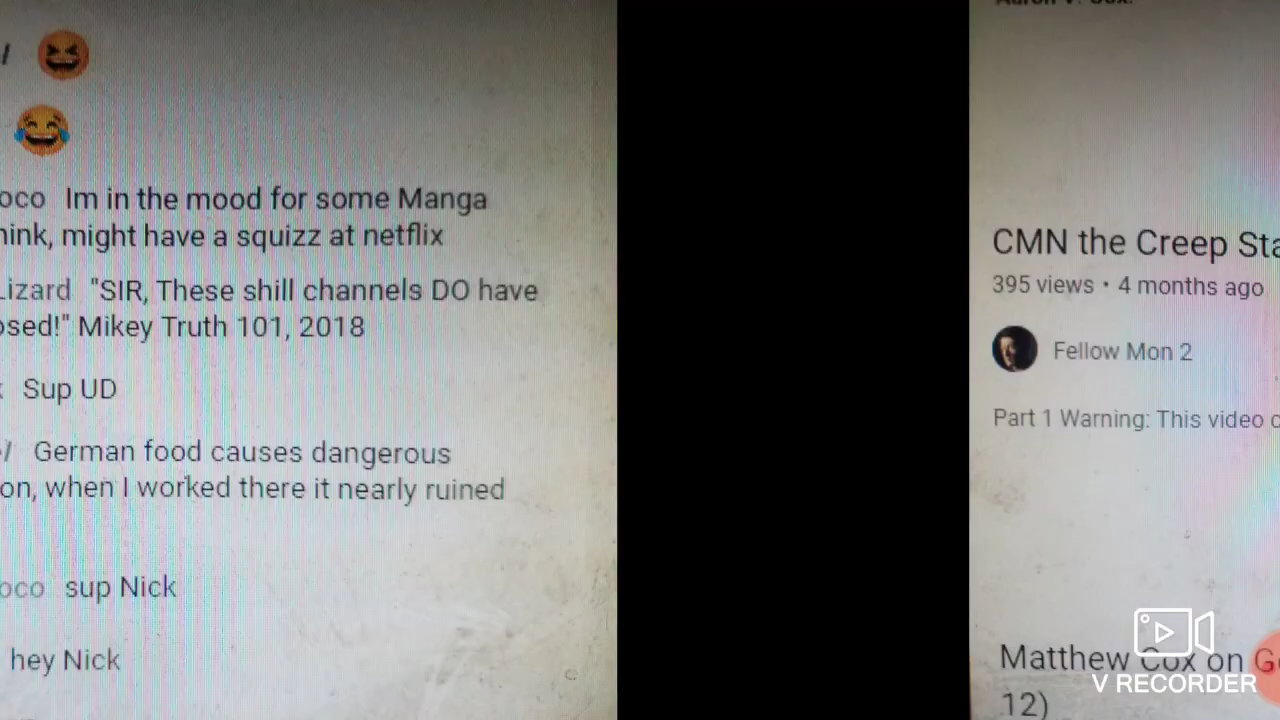 oco Im in the mood for some Manga
hink, might have a squizz at netflix
Lizard "SIR, These shill channels DO have
osed!" Mikey Truth 101, 2018
Sup UD
German food causes dangerous
on, when I worked there it nearly ruined
oco sup Nick
hey Nick
CMN the Creep Sta
395 views • 4 months ago
Fellow Mon 2
Part 1 Warning: This video
Matthew Cox on
12)
V RECORDER